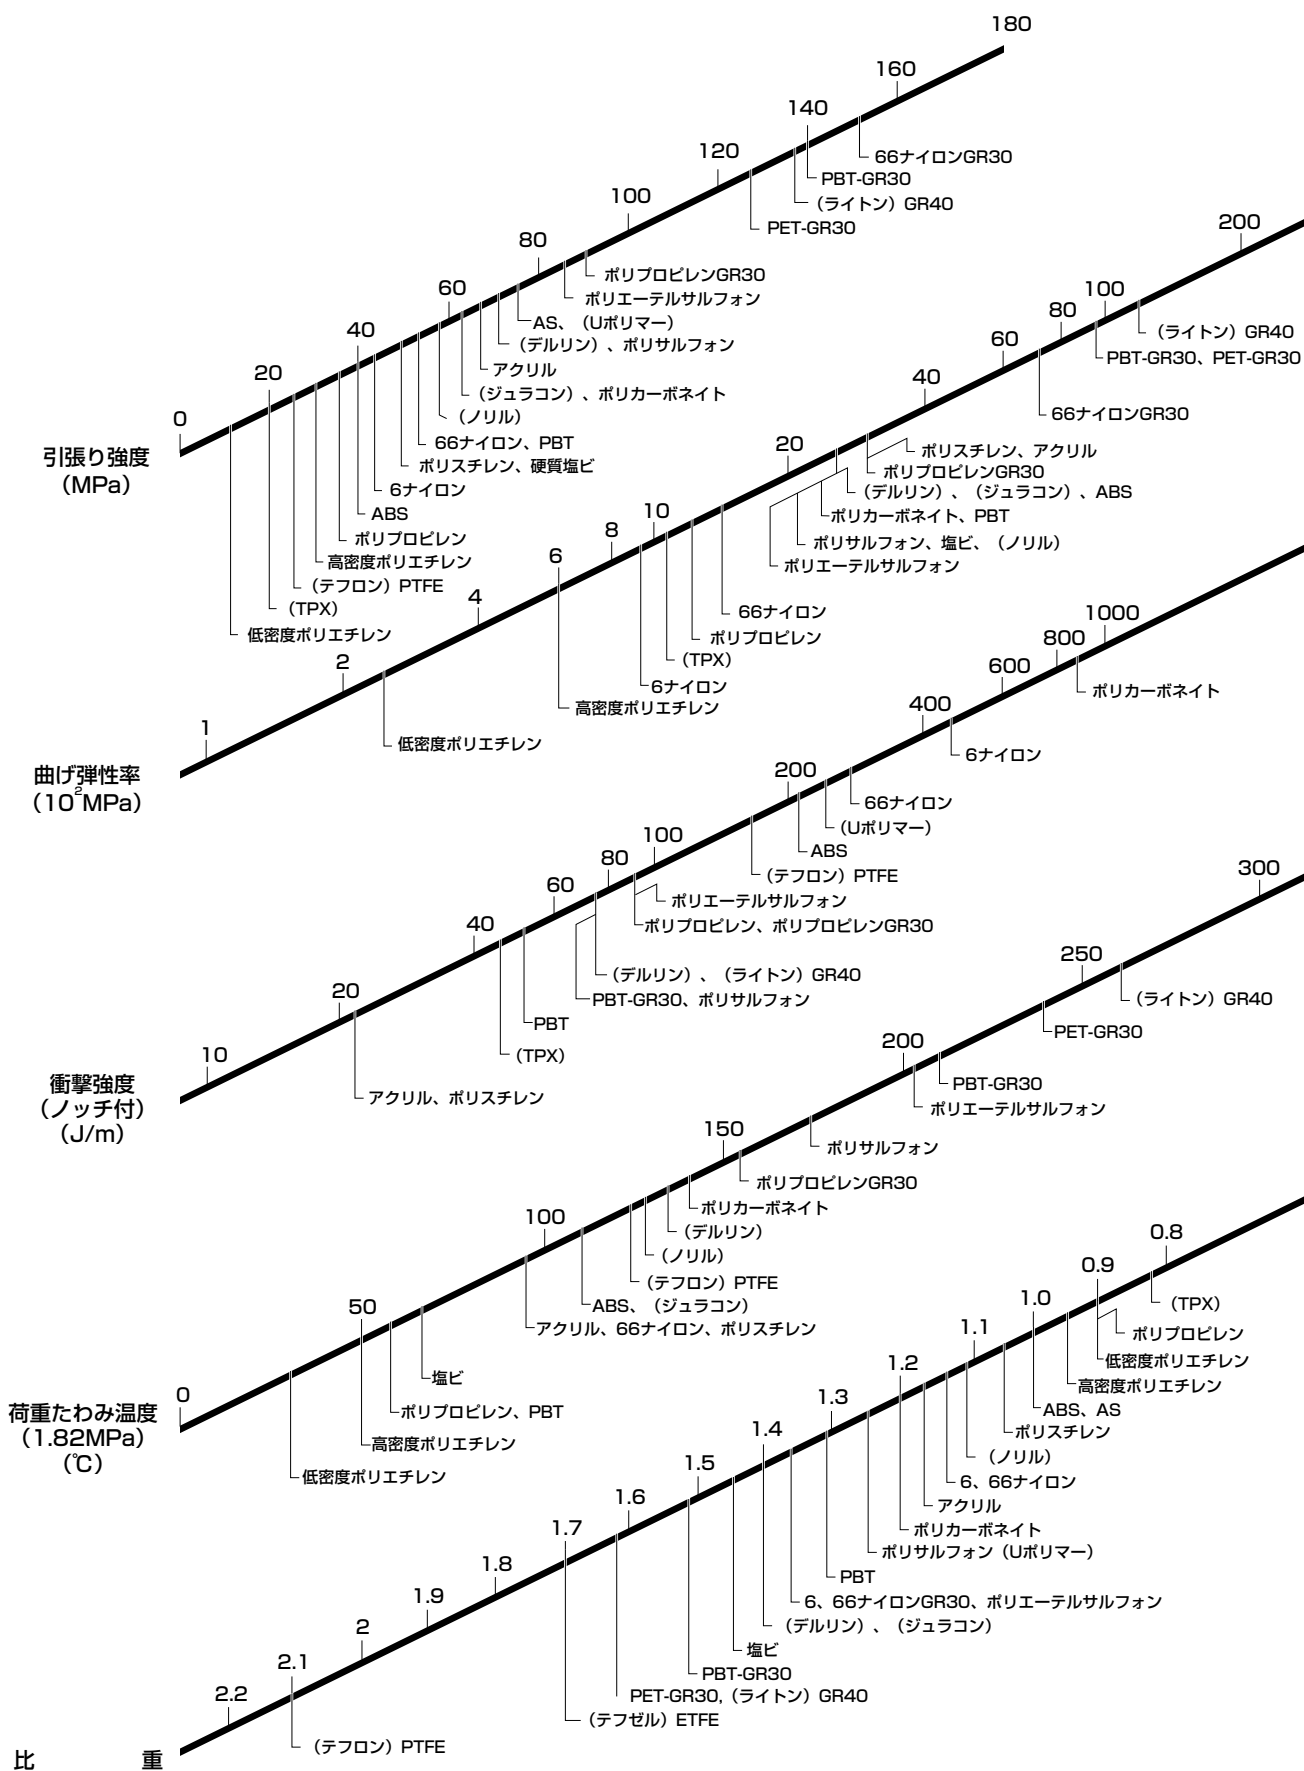 180
160
140
120
100
80
60
40
20
0
引張り強度
（MPa）
66ナイロンGR30
PBT-GR30
（ライトン）GR40
PET-GR30
ポリプロピレンGR30
ポリエーテルサルフォン
AS、（Uポリマー）
（デルリン）、ポリサルフォン
アクリル
（ジュラコン）、ポリカーボネイト
（ノリル）
66ナイロン、PBT
ポリスチレン、硬質塩ビ
6ナイロン
ABS
ポリプロピレン
高密度ポリエチレン
（テフロン）PTFE
（TPX）
低密度ポリエチレン
200
100
80
60
40
20
10
8
6
4
2
1
曲げ弾性率
（10²MPa）
（ライトン）GR40
PBT-GR30、PET-GR30
66ナイロンGR30
ポリスチレン、アクリル
ポリプロピレンGR30
（デルリン）、（ジュラコン）、ABS
ポリカーボネイト、PBT
ポリサルフォン、塩ビ、（ノリル）
ポリエーテルサルフォン
66ナイロン
ポリプロピレン
（TPX）
6ナイロン
高密度ポリエチレン
低密度ポリエチレン
1000
800
600
400
200
100
80
60
40
20
10
衝撃強度
（ノッチ付）
（J/m）
ポリカーボネイト
6ナイロン
66ナイロン
（Uポリマー）
ABS
（テフロン）PTFE
ポリエーテルサルフォン
ポリプロピレン、ポリプロピレンGR30
（デルリン）、（ライトン）GR40
PBT-GR30、ポリサルフォン
PBT
（TPX）
アクリル、ポリスチレン
300
250
200
150
100
50
0
荷重たわみ温度
（1.82MPa）
（℃）
（ライトン）GR40
PET-GR30
PBT-GR30
ポリエーテルサルフォン
ポリサルフォン
ポリプロピレンGR30
ポリカーボネイト
（デルリン）
（ノリル）
（テフロン）PTFE
ABS、（ジュラコン）
アクリル、66ナイロン、ポリスチレン
塩ビ
ポリプロピレン、PBT
高密度ポリエチレン
低密度ポリエチレン
0.8
0.9
1.0
1.1
1.2
1.3
1.4
1.5
1.6
1.7
1.8
1.9
2
2.1
2.2
比 重
（TPX）
ポリプロピレン
低密度ポリエチレン
高密度ポリエチレン
ABS、AS
ポリスチレン
（ノリル）
6、66ナイロン
アクリル
ポリカーボネイト
ポリサルフォン（Uポリマー）
PBT
6、66ナイロンGR30、ポリエーテルサルフォン
（デルリン）、（ジュラコン）
塩ビ
PBT-GR30
PET-GR30,（ライトン）GR40
（テフゼル）ETFE
（テフロン）PTFE